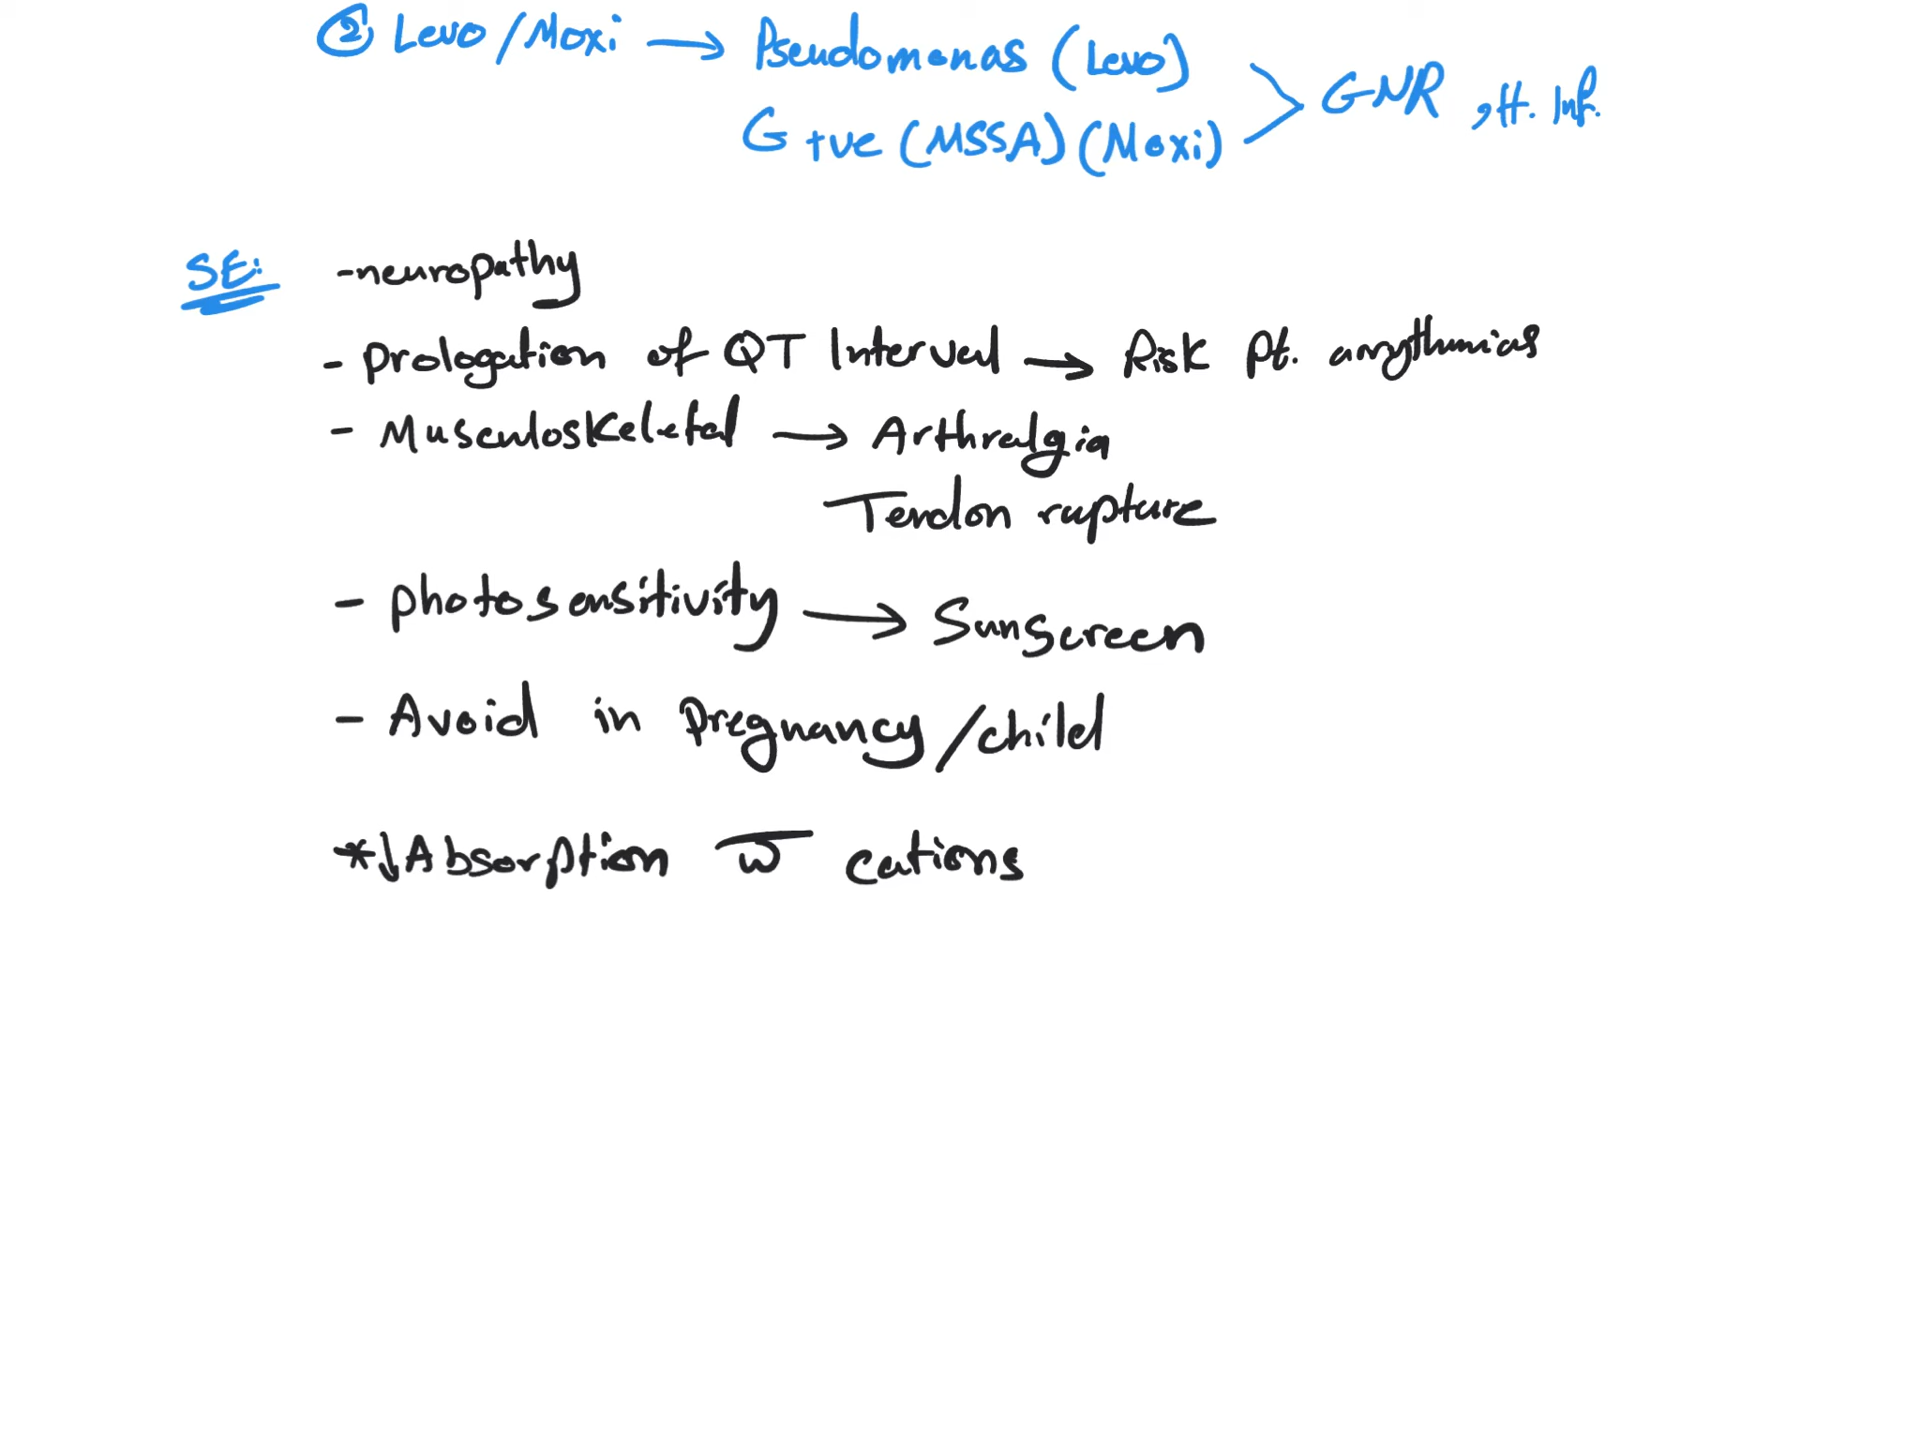 ② Levo/Moxi → Pseudomonas (Levo)
G +ve (MSSA) (Moxi) > GNR, H. Inf.
SE: -neuropathy
- prologation of QT Interval → Risk pt. arrythmias
- Musculoskeletal → Arthralgia
Tendon rupture
- photosensitivity → Sunscreen
- Avoid in pregnancy/child
*↓Absorption w̅ cations